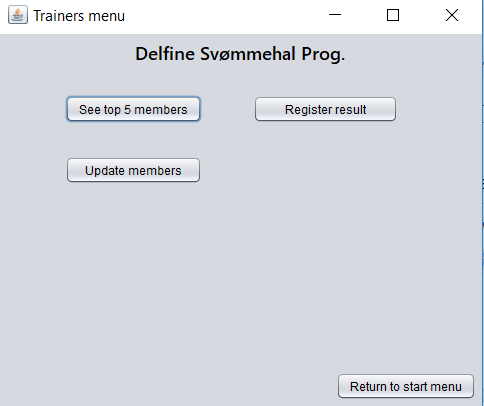 Trainers menu
Delfine Svømmehal Prog.
See top 5 members
Register result
Update members
Return to start menu